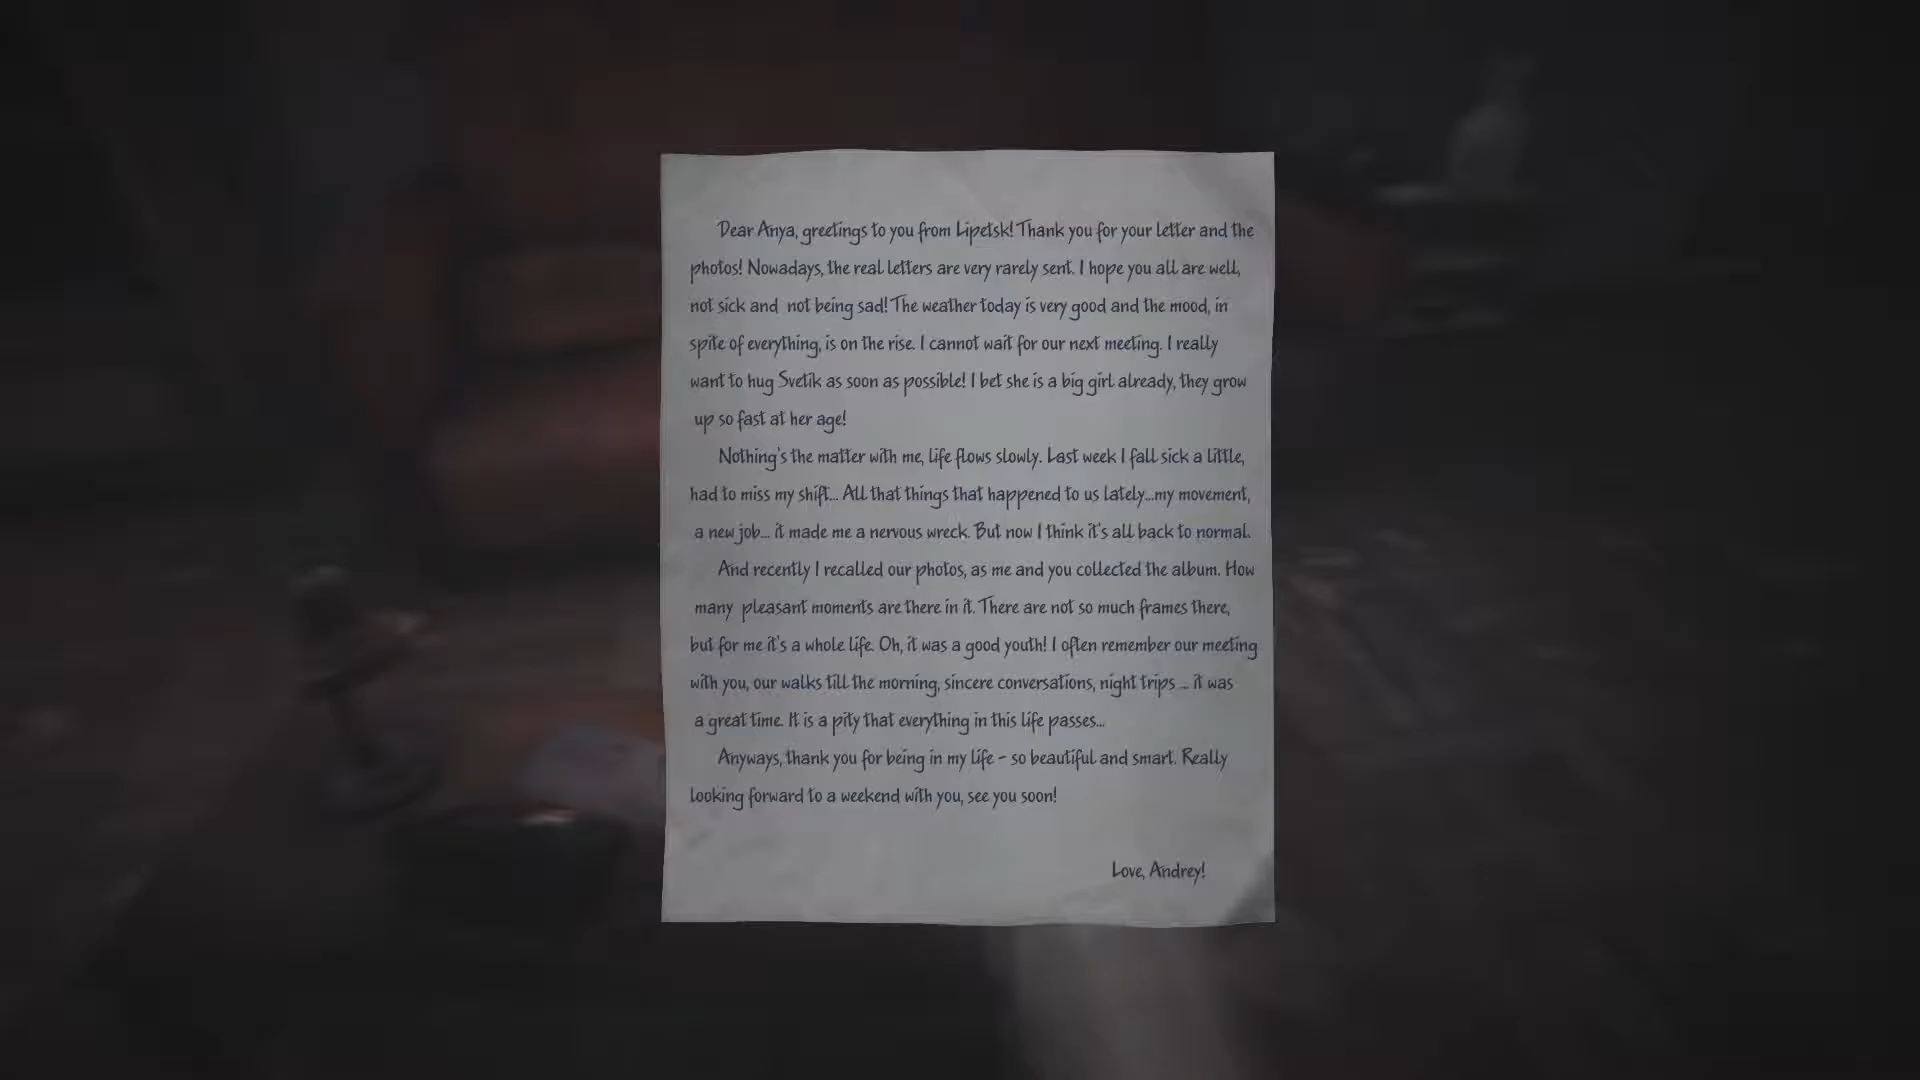 Dear Anya, greetings to you from Lipetsk! Thank you for your letter and the
photos! Nowadays, the real letters are very rarely sent. I hope you all are well,
not sick and not being sad! The weather today is very good and the mood, in
spite of everything, is on the rise. I cannot wait for our next meeting. I really
want to hug Svetik as soon as possible! I bet she is a big girl already, they grow
up so fast at her age!
Nothing's the matter with me, life flows slowly. Last week I fall sick a little,
had to miss my shift... All that things that happened to us lately...my movement,
a new job... it made me a nervous wreck. But now I think it's all back to normal.
And recently I recalled our photos, as me and you collected the album. How
many pleasant moments are there in it. There are not so much frames there,
but for me it's a whole life. Oh, it was a good youth! I often remember our meeting
with you, our walks till the morning, sincere conversations, night trips ... it was
a great time. It is a pity that everything in this life passes...
Anyways, thank you for being in my life - so beautiful and smart. Really
looking forward to a weekend with you, see you soon!
Love, Andrey!